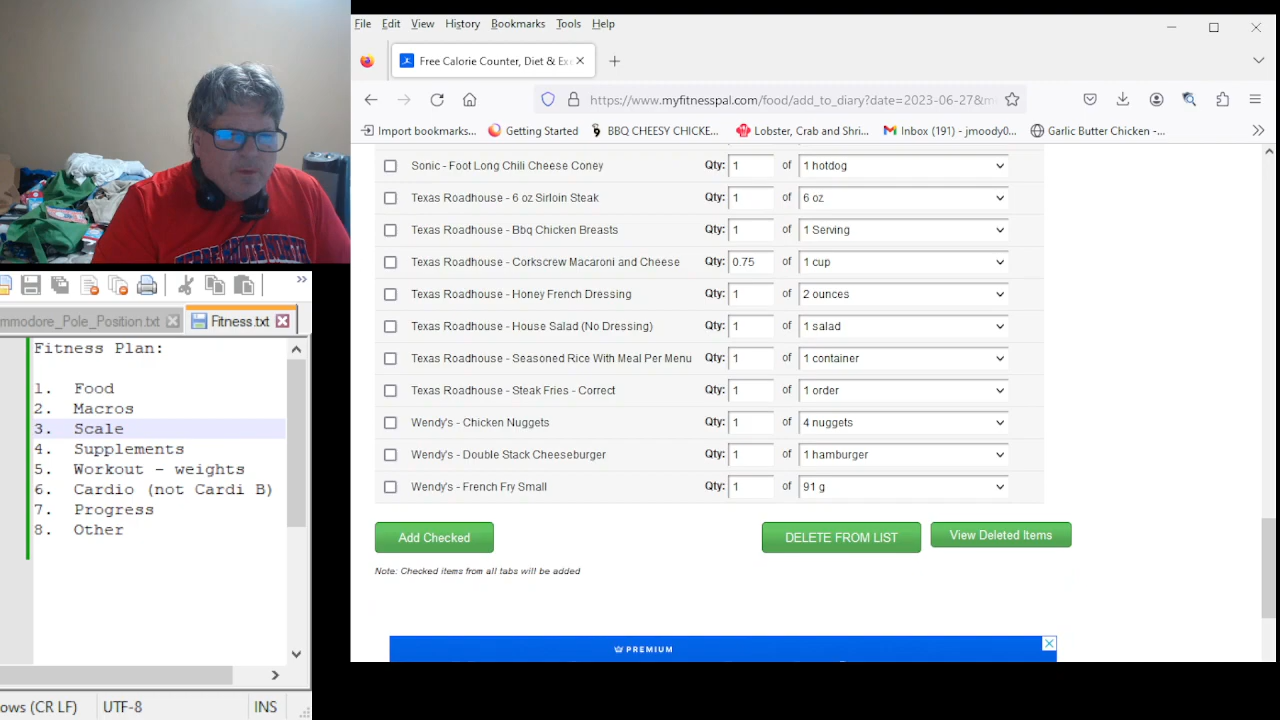 File Edit View History Bookmarks Tools Help
Free Calorie Counter, Diet & Ex
https://www.myfitnesspal.com/food/add_to_diary?date=2023-06-27&m
Import bookmarks... Getting Started BBQ CHEESY CHICKE... Lobster, Crab and Shri... Inbox (191) - jmoody0... Garlic Butter Chicken -...
Sonic - Foot Long Chili Cheese Coney Qty: 1 of 1 hotdog
Texas Roadhouse - 6 oz Sirloin Steak Qty: 1 of 6 oz
Texas Roadhouse - Bbq Chicken Breasts Qty: 1 of 1 Serving
Texas Roadhouse - Corkscrew Macaroni and Cheese Qty: 0.75 of 1 cup
Texas Roadhouse - Honey French Dressing Qty: 1 of 2 ounces
Texas Roadhouse - House Salad (No Dressing) Qty: 1 of 1 salad
Texas Roadhouse - Seasoned Rice With Meal Per Menu Qty: 1 of 1 container
Texas Roadhouse - Steak Fries - Correct Qty: 1 of 1 order
Wendy's - Chicken Nuggets Qty: 1 of 4 nuggets
Wendy's - Double Stack Cheeseburger Qty: 1 of 1 hamburger
Wendy's - French Fry Small Qty: 1 of 91 g
Add Checked DELETE FROM LIST View Deleted Items
Note: Checked items from all tabs will be added
PREMIUM
mmodore_Pole_Position.txt Fitness.txt
Fitness Plan:
1. Food
2. Macros
3. Scale
4. Supplements
5. Workout - weights
6. Cardio (not Cardi B)
7. Progress
8. Other
ows (CR LF) UTF-8 INS